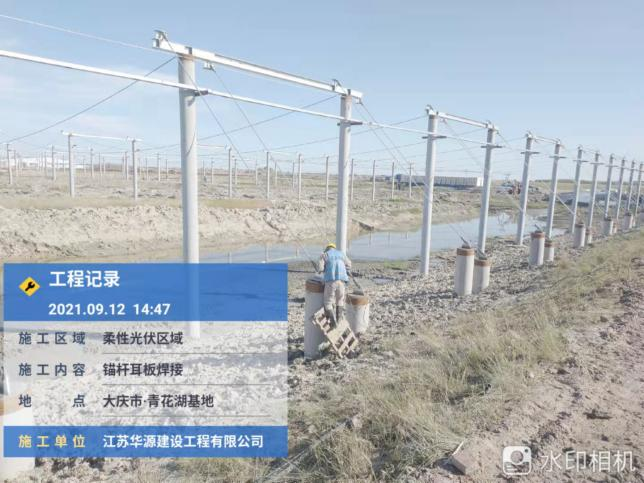 工程记录
2021.09.12 14:47
施工区域 柔性光伏区域
施工内容 锚杆耳板焊接
地点 大庆市·青花湖基地
施工单位 江苏华源建设工程有限公司
水印相机